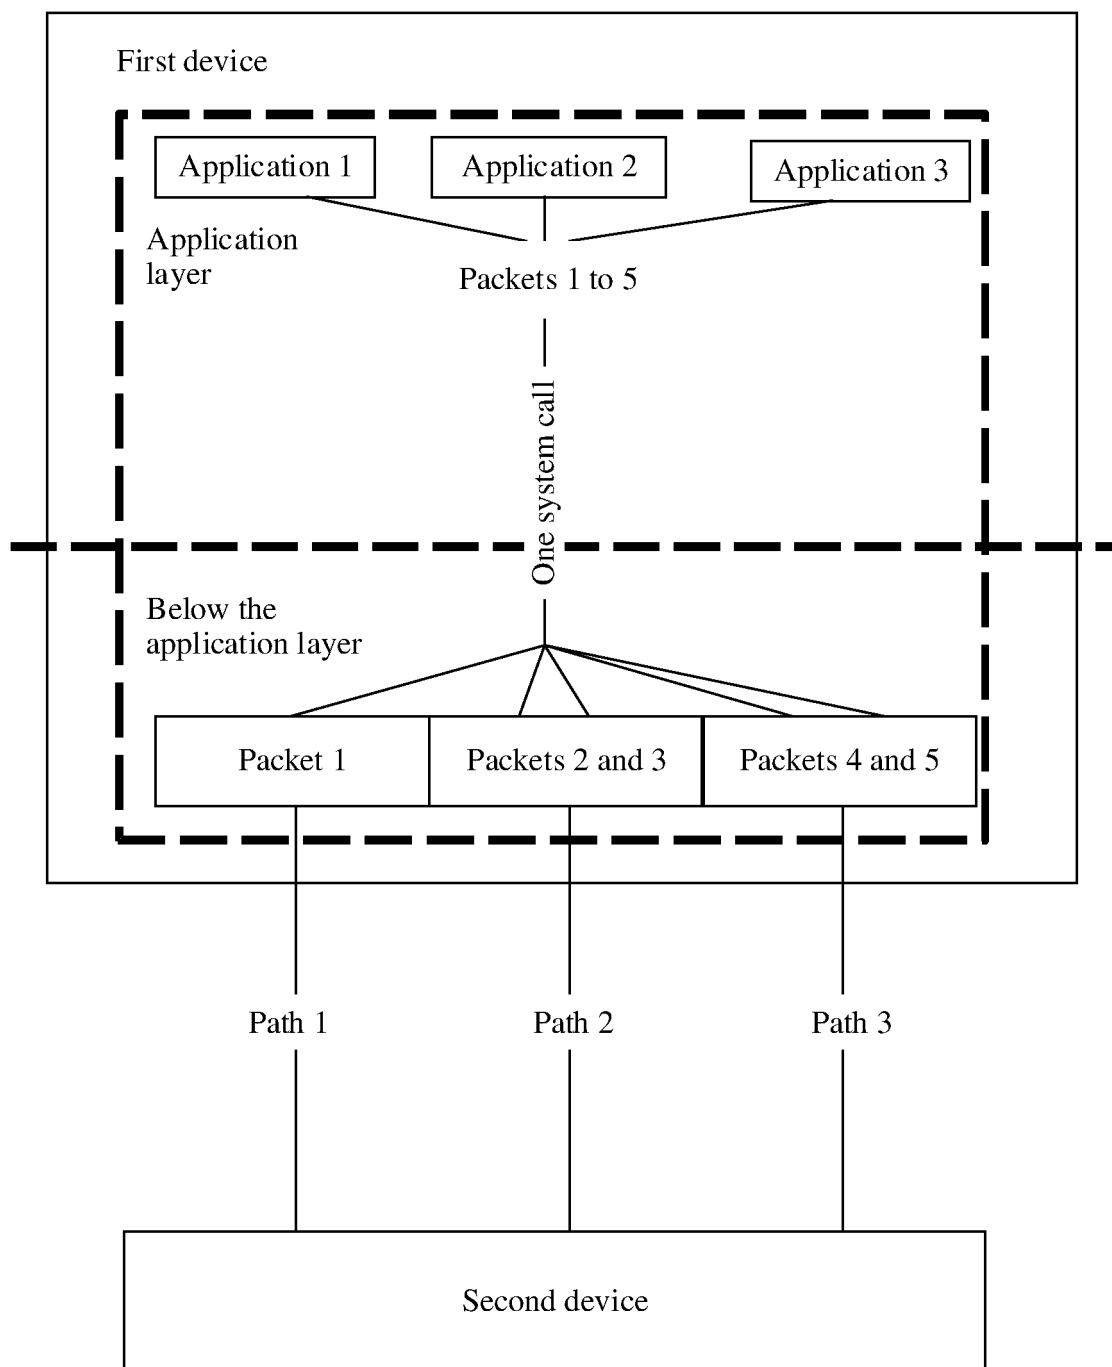 First device
Application 1
Application 2
Application 3
Application
layer
Packets 1 to 5
One system call
Below the
application layer
Packet 1
Packets 2 and 3
Packets 4 and 5
Path 1
Path 2
Path 3
Second device